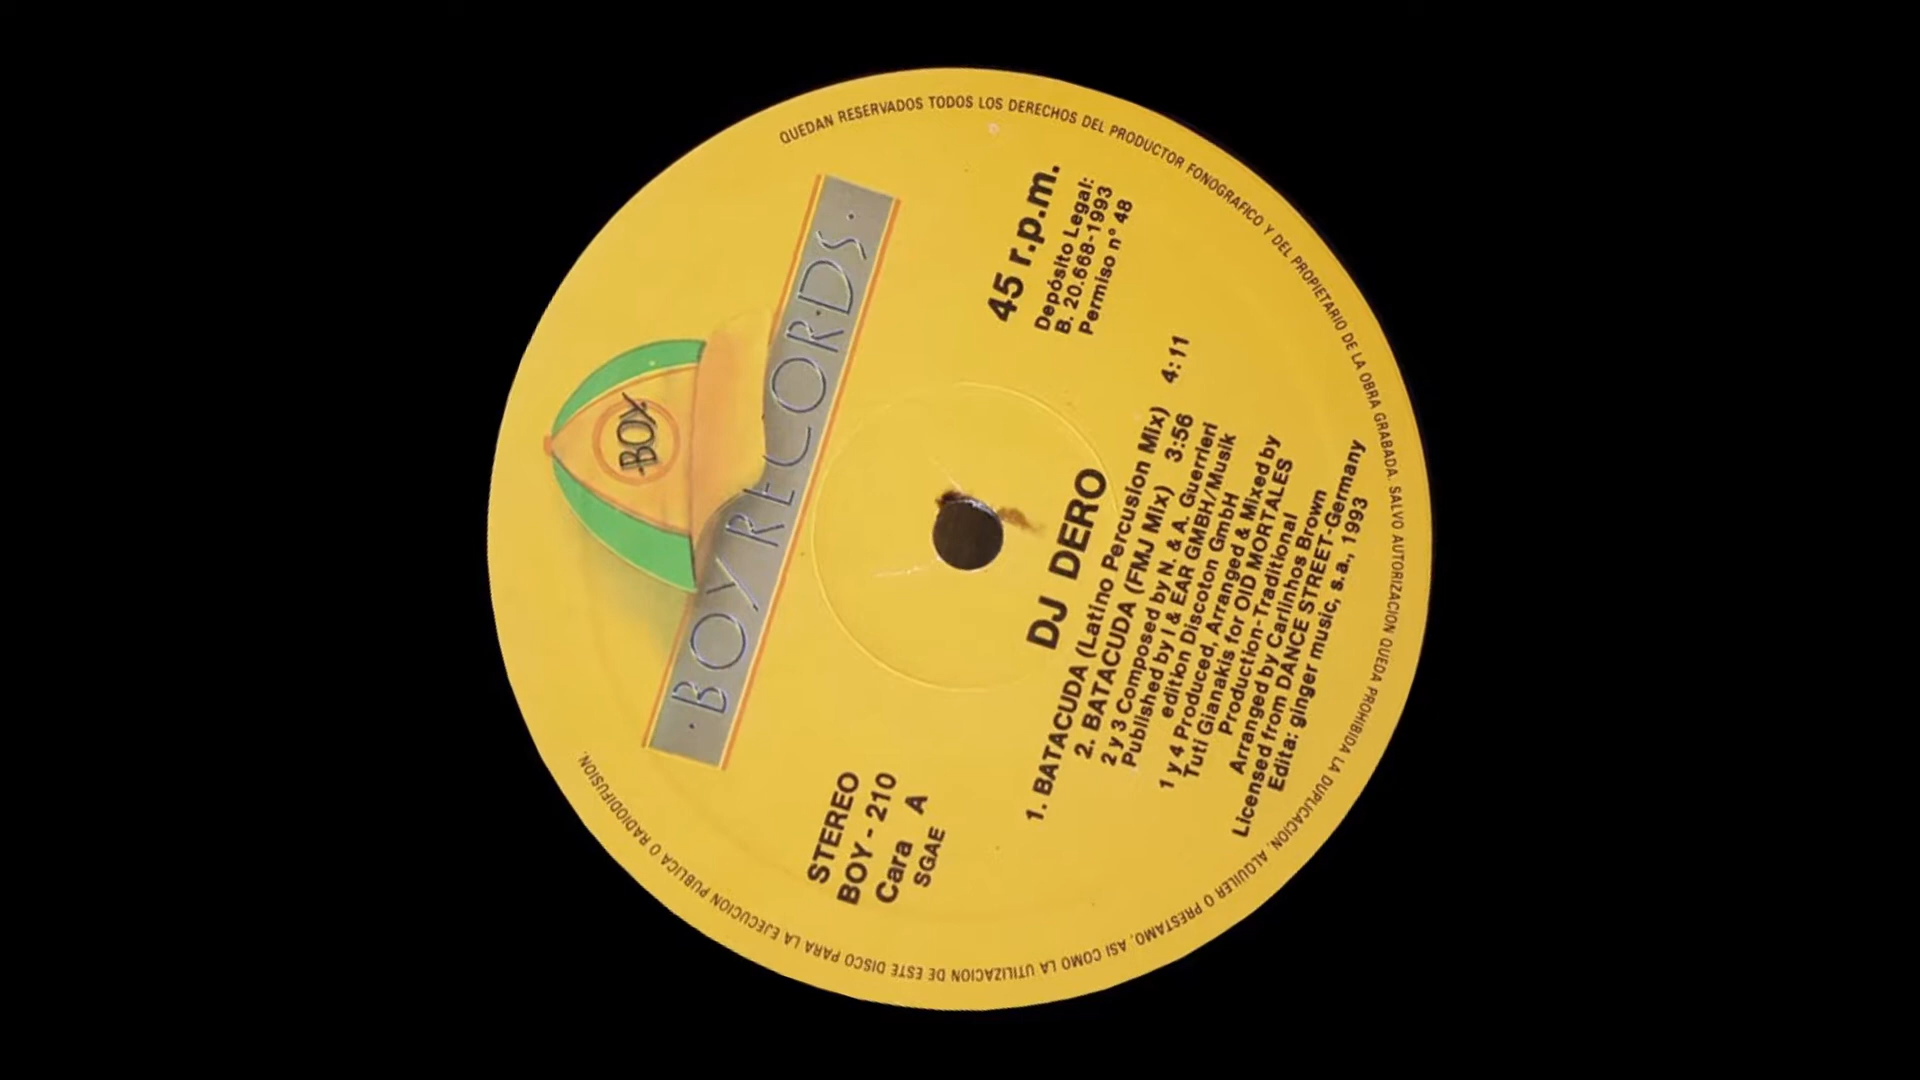 QUEDAN RESERVADOS TODOS LOS DERECHOS DEL PRODUCTOR FONOGRAFICO Y DEL PROPIETARIO DE LA OBRA GRABADA. SALVO AUTORIZACION QUEDA PROHIBIDA LA DUPLICACION, ALQUILER O PRESTAMO, ASI COMO LA UTILIZACION DE ESTE DISCO PARA LA EJECUCION PUBLICA O RADIODIFUSION.
BOX
· BOY RECORDS ·
STEREO
BOY - 210
Cara A
SGAE
45 r.p.m.
Depósito Legal:
B. 20.668-1993
Permiso n° 48
DJ DERO
1. BATACUDA (Latino Percusion Mix) 4:11
2. BATACUDA (FMJ Mix) 3:56
2 y 3 Composed by N. & A. Guerrieri
Published by I & EAR GMBH/Musik
edition Discoton GmbH
1 y 4 Produced, Arranged & Mixed by
Tuti Gianakis for OID MORTALES
Production-Traditional
Arranged by Carlinhos Brown
Licensed from DANCE STREET-Germany
Edita: ginger music, s.a., 1993